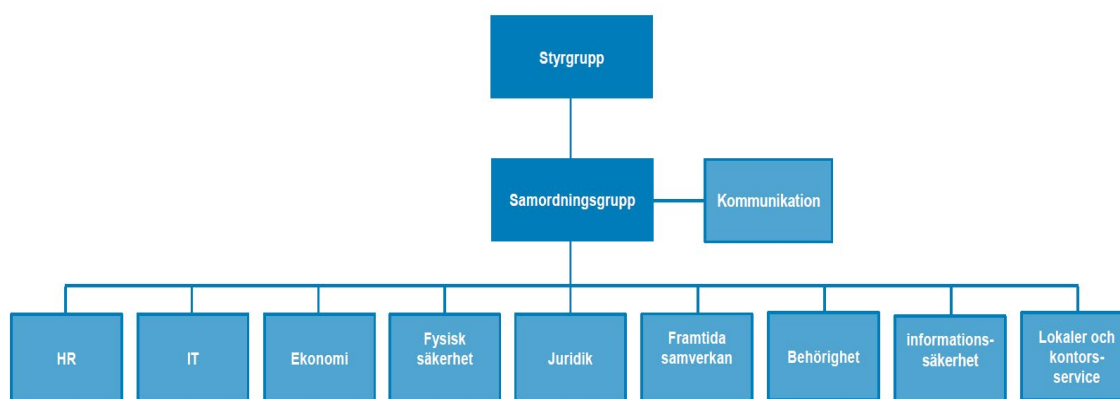 Styrgrupp
Samordningsgrupp
Kommunikation
HR
IT
Ekonomi
Fysisk
säkerhet
Juridik
Framtida
samverkan
Behörighet
informations-
säkerhet
Lokaler och
kontors-
service